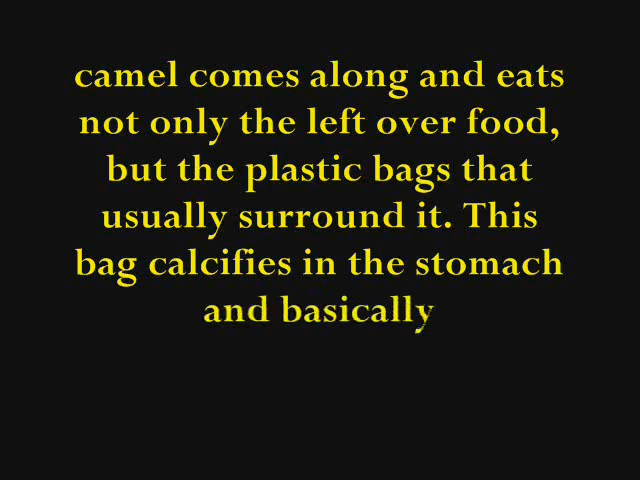 camel comes along and eats
not only the left over food,
but the plastic bags that
usually surround it. This
bag calcifies in the stomach
and basically